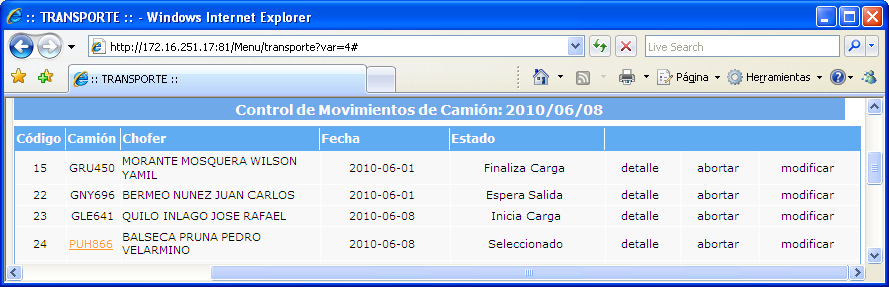 :: TRANSPORTE :: - Windows Internet Explorer
http://172.16.251.17:81/Menu/transporte?var=4#
Live Search
:: TRANSPORTE ::
Página
Herramientas
Control de Movimientos de Camión: 2010/06/08
Código Camión Chofer Fecha Estado
15 GRU450 MORANTE MOSQUERA WILSON YAMIL 2010-06-01 Finaliza Carga detalle abortar modificar
22 GNY696 BERMEO NUNEZ JUAN CARLOS 2010-06-01 Espera Salida detalle abortar modificar
23 GLE641 QUILO INLAGO JOSE RAFAEL 2010-06-08 Inicia Carga detalle abortar modificar
24 PUH866 BALSECA PRUNA PEDRO VELARMINO 2010-06-08 Seleccionado detalle abortar modificar